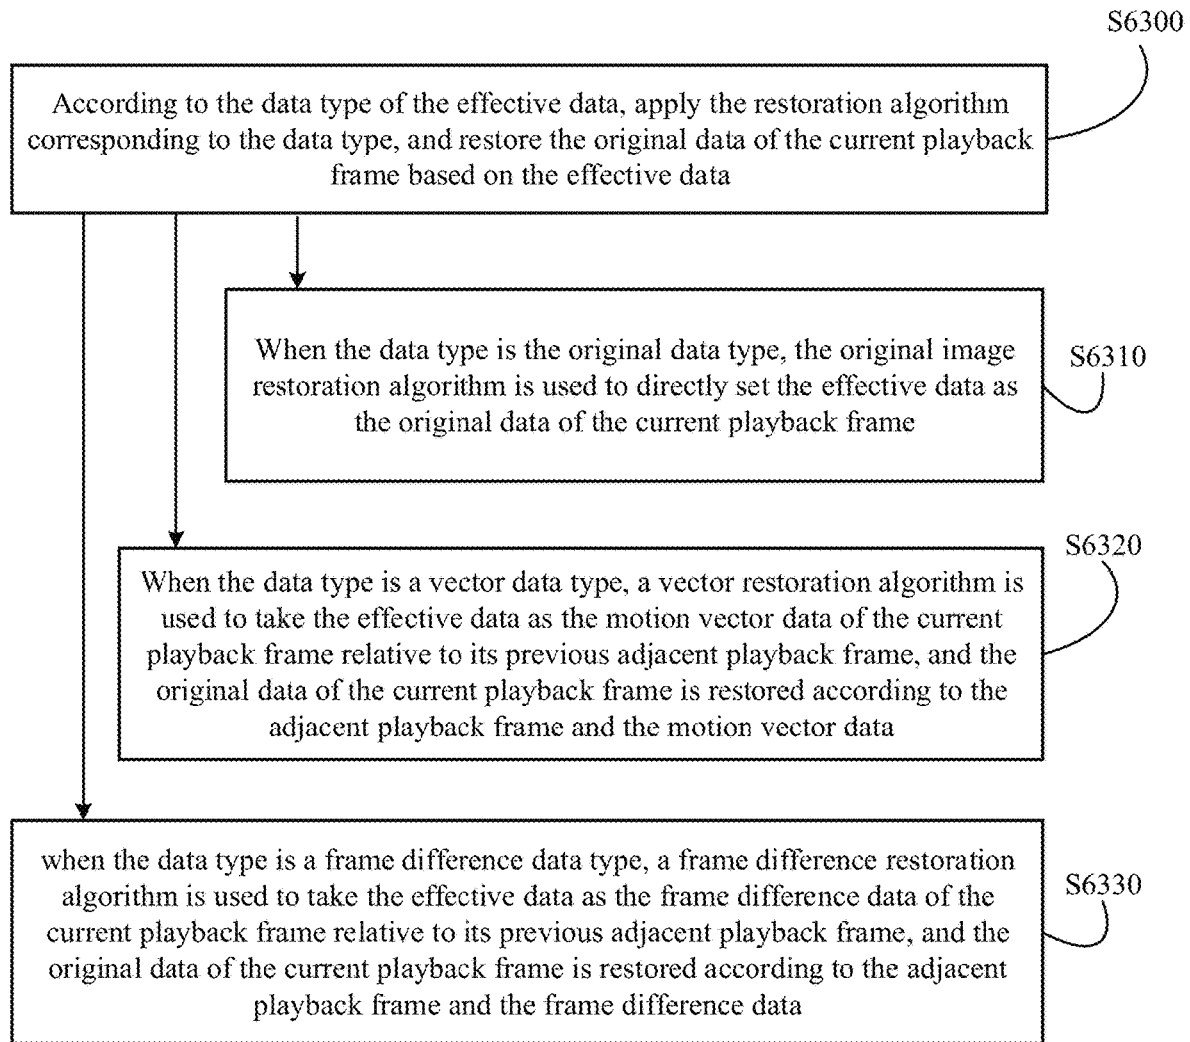 S6300
According to the data type of the effective data, apply the restoration algorithm
corresponding to the data type, and restore the original data of the current playback
frame based on the effective data
When the data type is the original data type, the original image
restoration algorithm is used to directly set the effective data as
the original data of the current playback frame
S6310
S6320
When the data type is a vector data type, a vector restoration algorithm is
used to take the effective data as the motion vector data of the current
playback frame relative to its previous adjacent playback frame, and the
original data of the current playback frame is restored according to the
adjacent playback frame and the motion vector data
when the data type is a frame difference data type, a frame difference restoration
algorithm is used to take the effective data as the frame difference data of the
current playback frame relative to its previous adjacent playback frame, and the
original data of the current playback frame is restored according to the adjacent
playback frame and the frame difference data
S6330